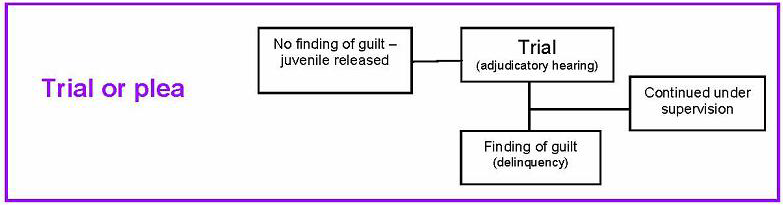 Trial or plea
No finding of guilt –
juvenile released
Trial
(adjudicatory hearing)
Continued under
supervision
Finding of guilt
(delinquency)